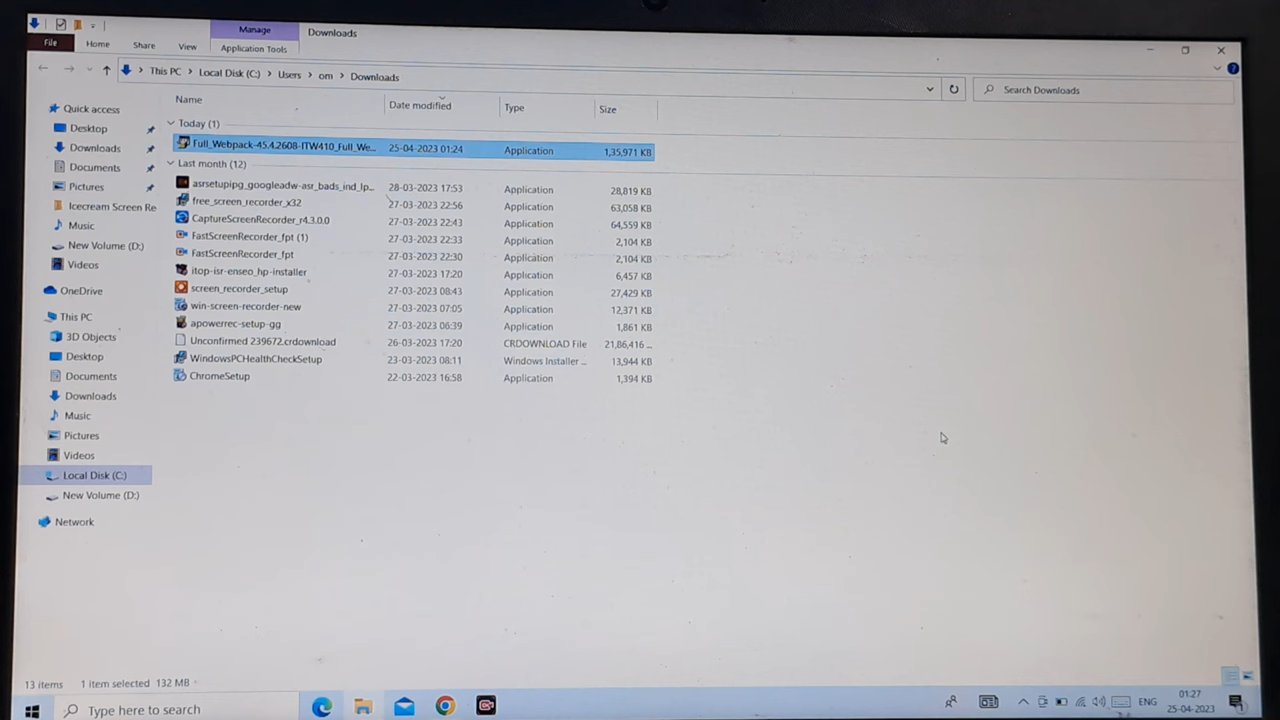 Manage
Downloads
File
Home
Share
View
Application Tools
This PC
Local Disk (C:)
Users
om
Downloads
Search Downloads
Name
Date modified
Type
Size
Quick access
Desktop
Downloads
Documents
Pictures
Icecream Screen Re
Music
New Volume (D:)
Videos
OneDrive
This PC
3D Objects
Desktop
Documents
Downloads
Music
Pictures
Videos
Local Disk (C:)
New Volume (D:)
Network
Today (1)
Full_Webpack-45.4.2608-ITW410_Full_We... 25-04-2023 01:24 Application 1,35,971 KB
Last month (12)
asrsetupipg_googleadw-asr_bads_ind_lp... 28-03-2023 17:53 Application 28,819 KB
free_screen_recorder_x32 27-03-2023 22:56 Application 63,058 KB
CaptureScreenRecorder_r4.3.0.0 27-03-2023 22:43 Application 64,559 KB
FastScreenRecorder_fpt (1) 27-03-2023 22:33 Application 2,104 KB
FastScreenRecorder_fpt 27-03-2023 22:30 Application 2,104 KB
itop-isr-enseo_hp-installer 27-03-2023 17:20 Application 6,457 KB
screen_recorder_setup 27-03-2023 08:43 Application 27,429 KB
win-screen-recorder-new 27-03-2023 07:05 Application 12,371 KB
apowerrec-setup-gg 27-03-2023 06:39 Application 1,861 KB
Unconfirmed 239672.crdownload 26-03-2023 17:20 CRDOWNLOAD File 21,86,416 ...
WindowsPCHealthCheckSetup 23-03-2023 08:11 Windows Installer ... 13,944 KB
ChromeSetup 22-03-2023 16:58 Application 1,394 KB
13 items 1 item selected 132 MB
Type here to search
ENG
01:27
25-04-2023